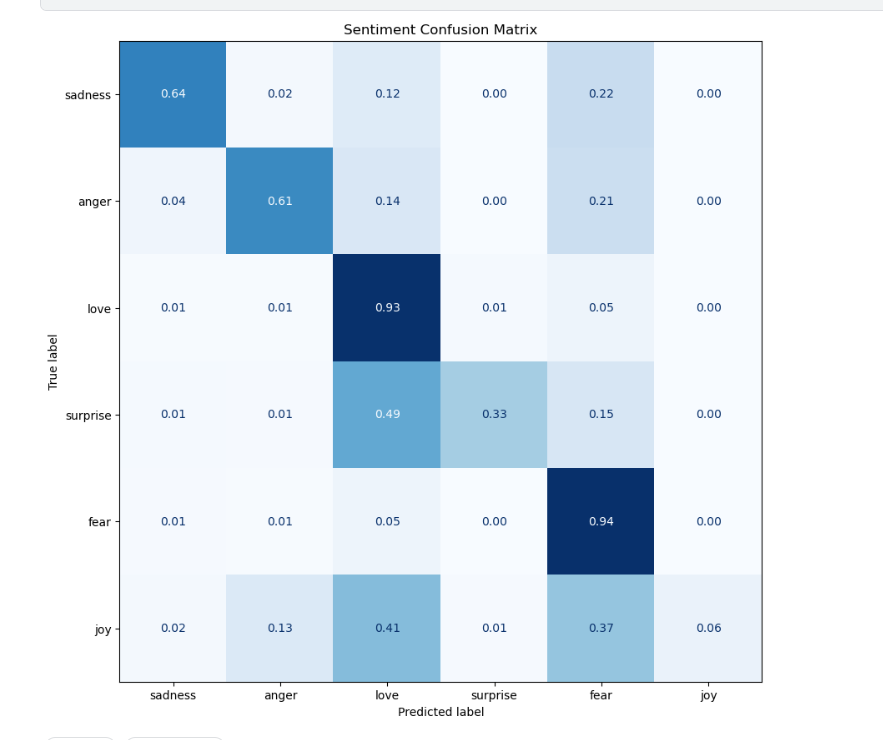 Sentiment Confusion Matrix
sadness 0.64 0.02 0.12 0.00 0.22 0.00
anger 0.04 0.61 0.14 0.00 0.21 0.00
love 0.01 0.01 0.93 0.01 0.05 0.00
True label
surprise 0.01 0.01 0.49 0.33 0.15 0.00
fear 0.01 0.01 0.05 0.00 0.94 0.00
joy 0.02 0.13 0.41 0.01 0.37 0.06
sadness anger love surprise fear joy
Predicted label